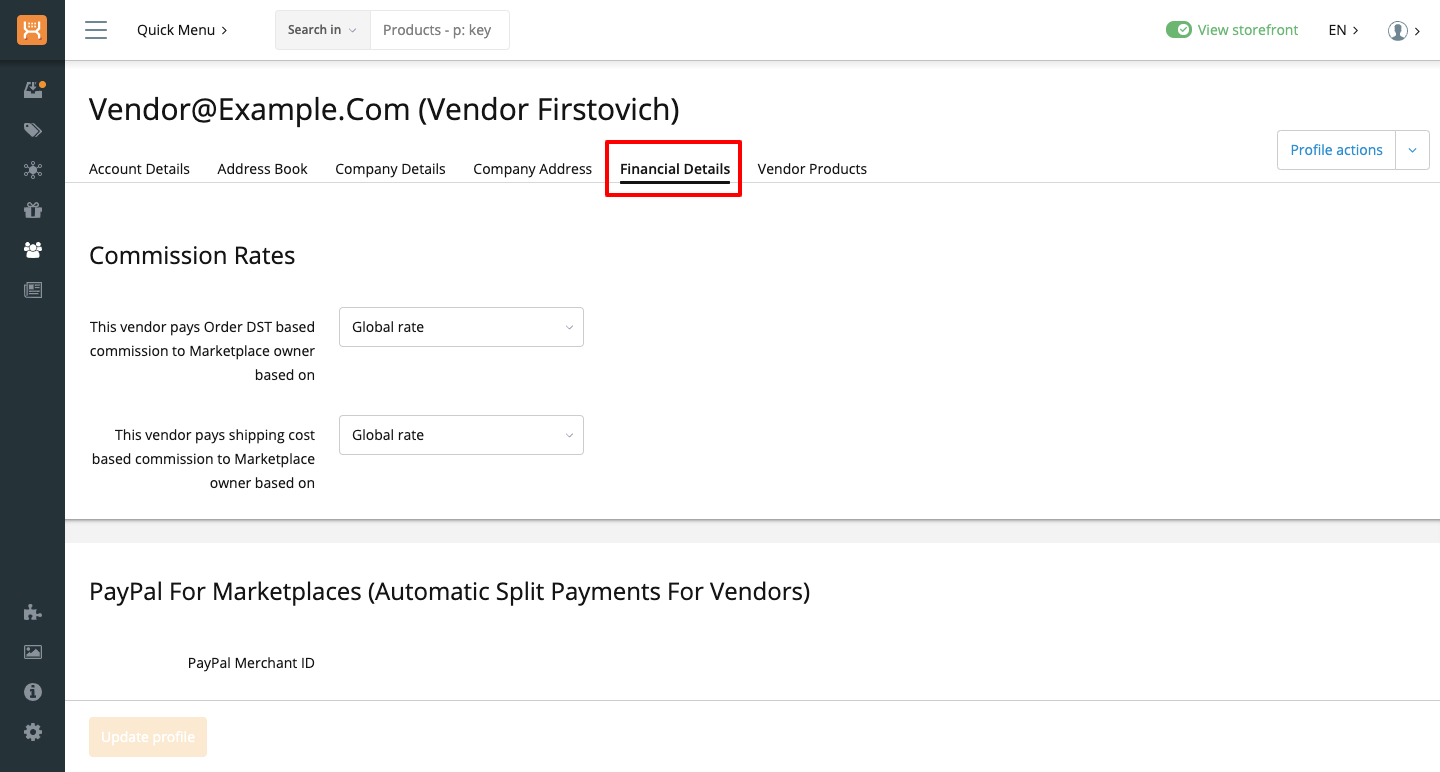 Quick Menu
Search in
Products - p: key
View storefront
EN
Vendor@Example.Com (Vendor Firstovich)
Profile actions
Account Details
Address Book
Company Details
Company Address
Financial Details
Vendor Products
Commission Rates
This vendor pays Order DST based
commission to Marketplace owner
based on
Global rate
This vendor pays shipping cost
based commission to Marketplace
owner based on
Global rate
PayPal For Marketplaces (Automatic Split Payments For Vendors)
PayPal Merchant ID
Update profile